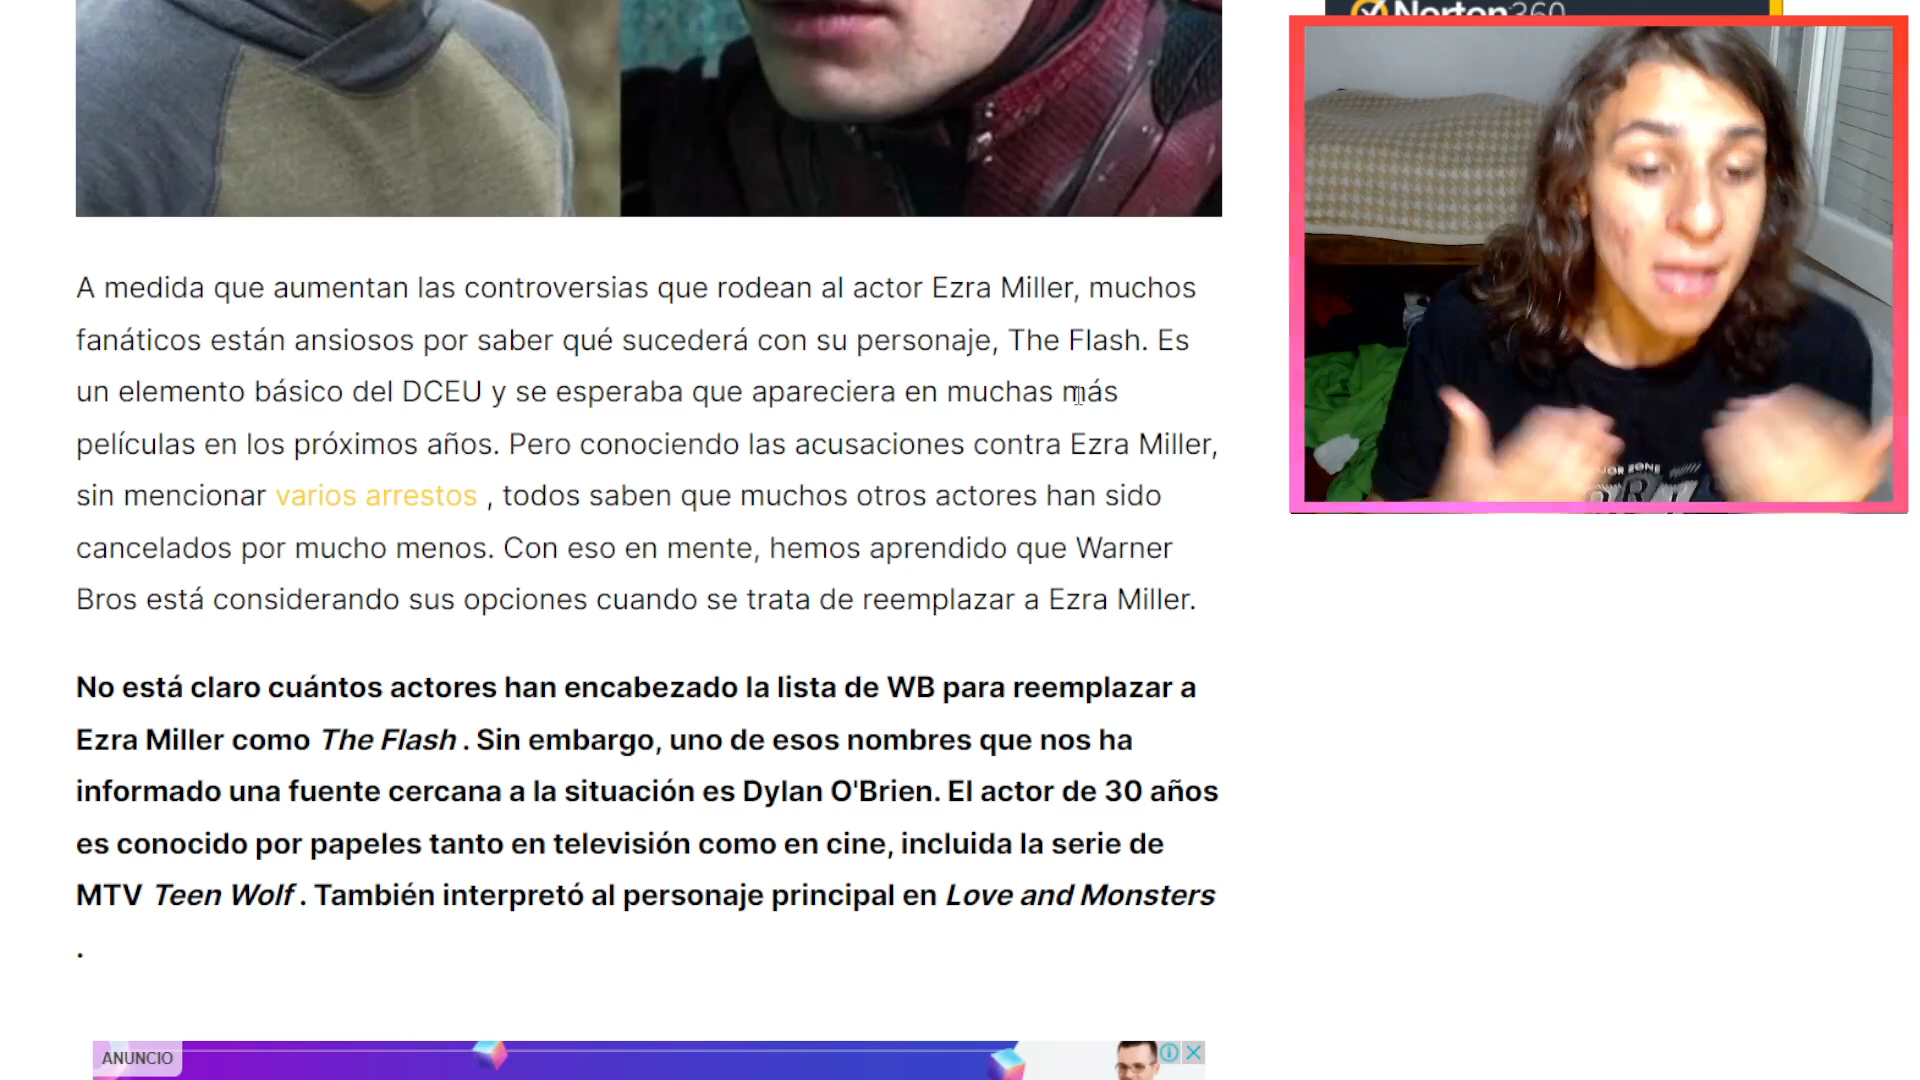 Norton 360
A medida que aumentan las controversias que rodean al actor Ezra Miller, muchos
fanáticos están ansiosos por saber qué sucederá con su personaje, The Flash. Es
un elemento básico del DCEU y se esperaba que apareciera en muchas más
películas en los próximos años. Pero conociendo las acusaciones contra Ezra Miller,
sin mencionar varios arrestos , todos saben que muchos otros actores han sido
cancelados por mucho menos. Con eso en mente, hemos aprendido que Warner
Bros está considerando sus opciones cuando se trata de reemplazar a Ezra Miller.
No está claro cuántos actores han encabezado la lista de WB para reemplazar a
Ezra Miller como The Flash . Sin embargo, uno de esos nombres que nos ha
informado una fuente cercana a la situación es Dylan O'Brien. El actor de 30 años
es conocido por papeles tanto en televisión como en cine, incluida la serie de
MTV Teen Wolf . También interpretó al personaje principal en Love and Monsters
.
ANUNCIO